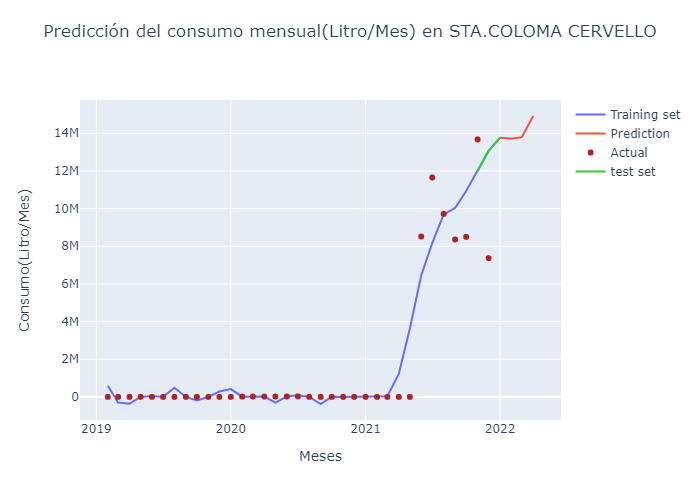 Predicción del consumo mensual(Litro/Mes) en STA.COLOMA CERVELLO
Training set
Prediction
Actual
test set
Consumo(Litro/Mes)
14M
12M
10M
8M
6M
4M
2M
0
2019 2020 2021 2022
Meses